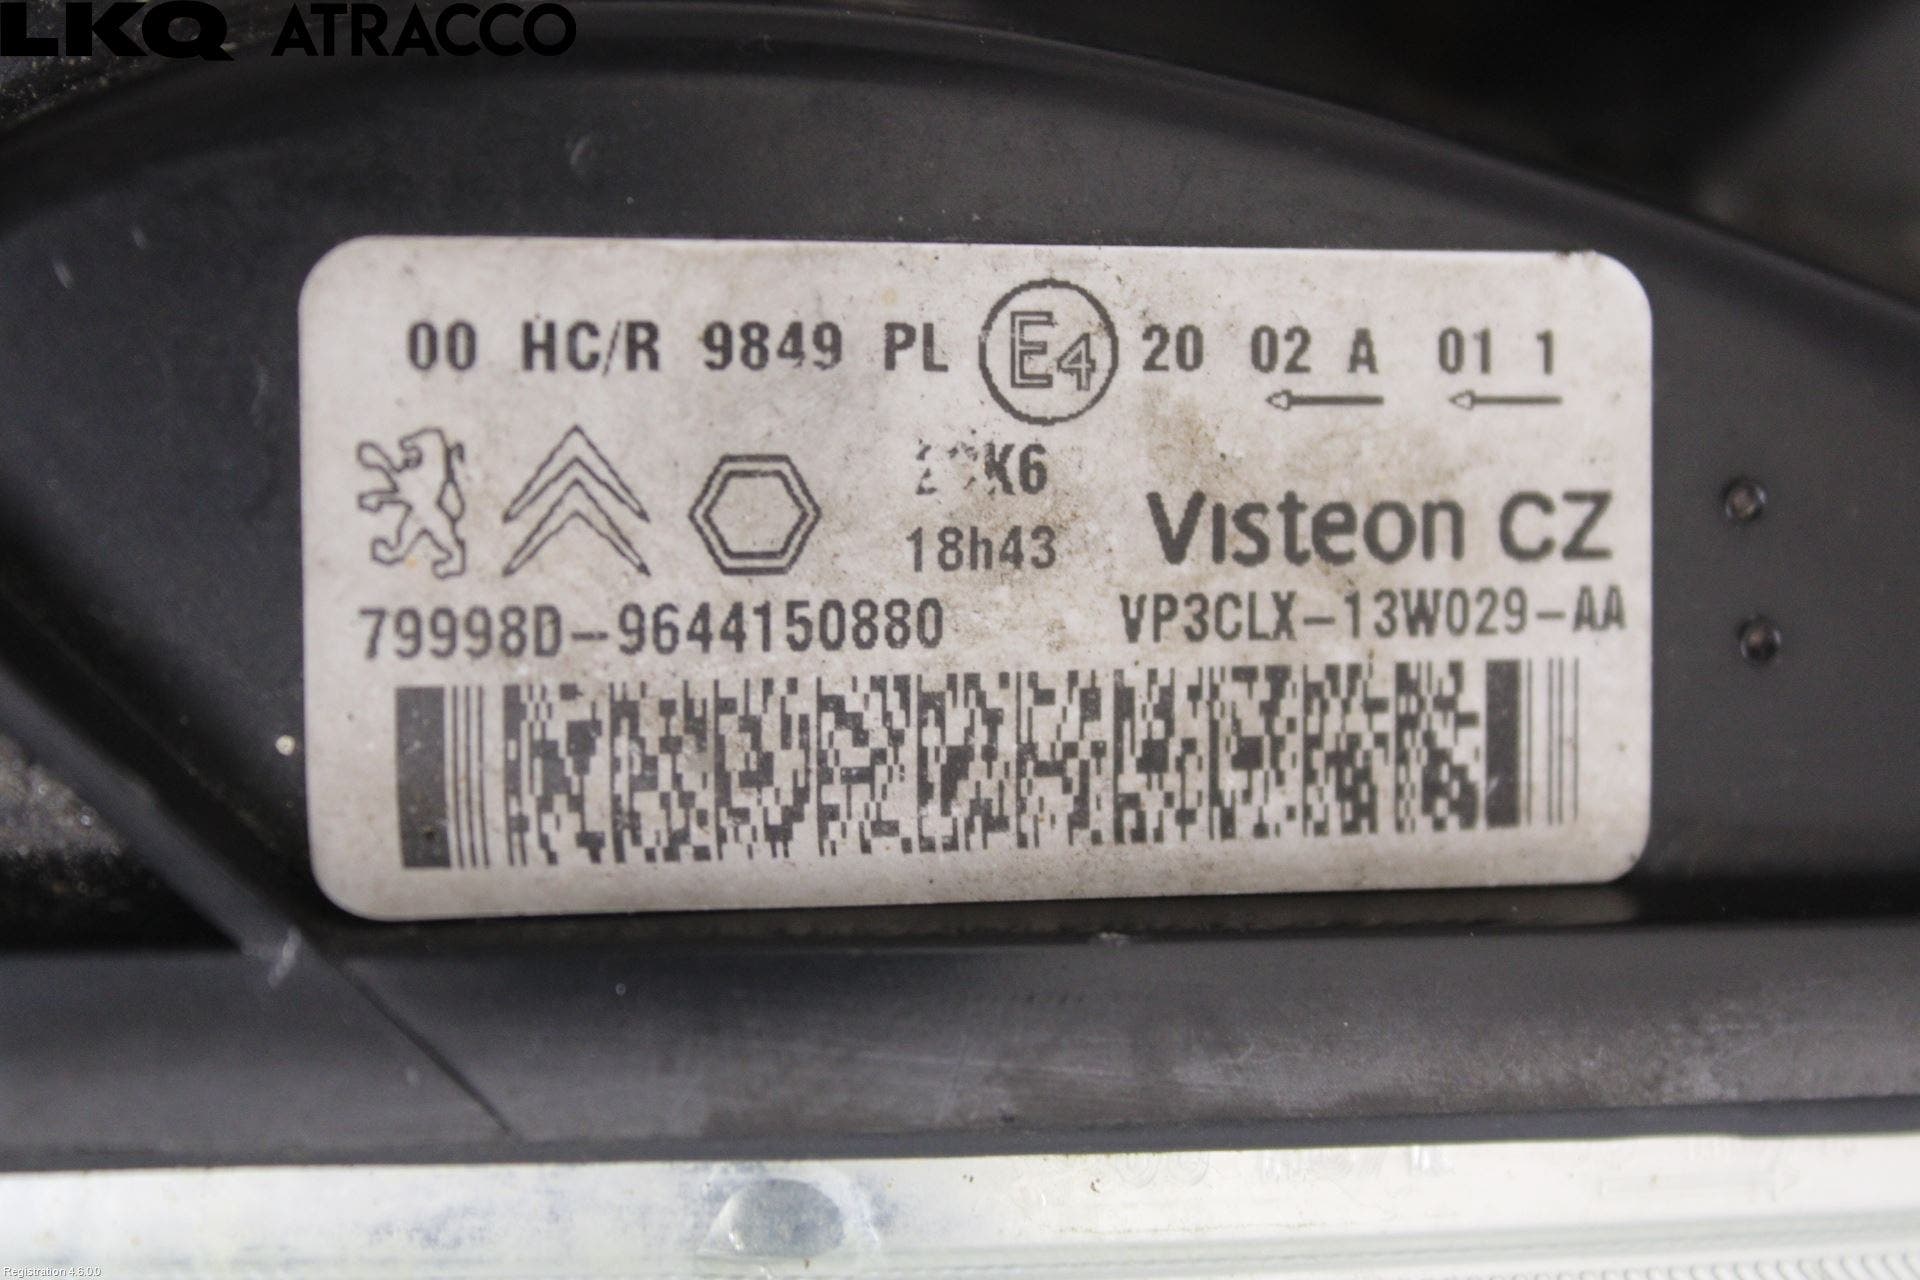 LKQ ATRACCO
00 HC/R 9849 PL E4 20 02 A 01 1
K6
18h43
Visteon CZ
79998D-9644150880
VP3CLX-13W029-AA
Registration 4.6.0.0